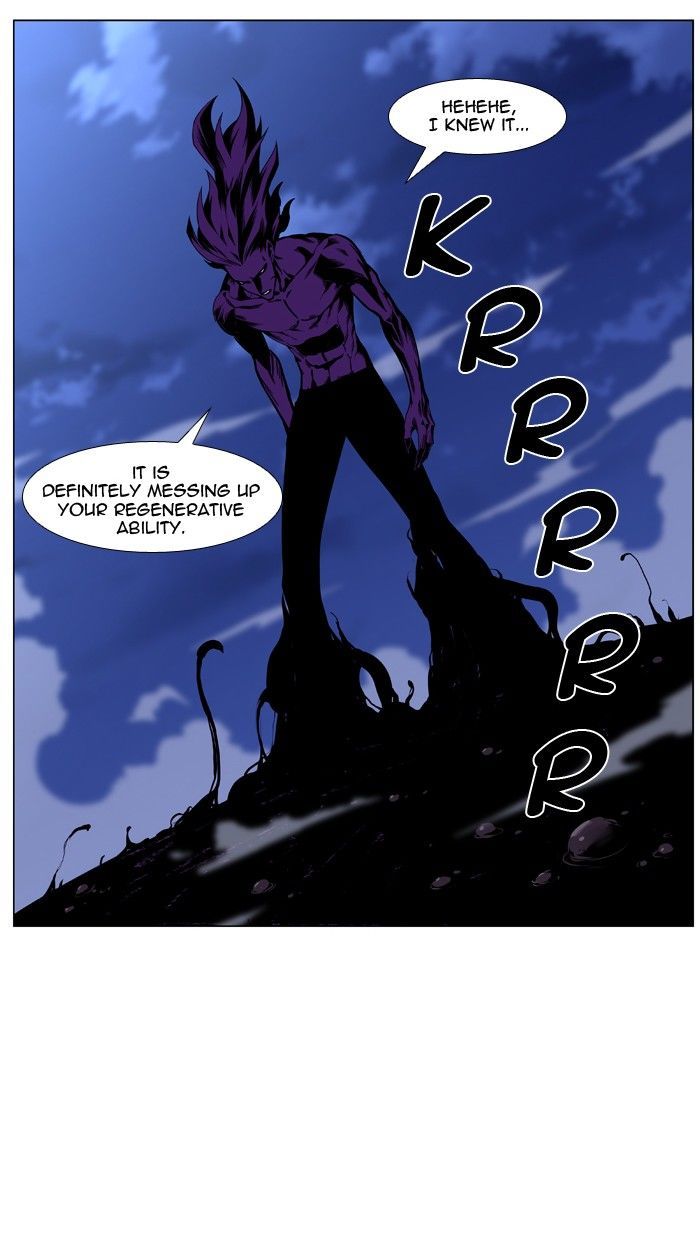 HEHEHE,
I KNEW IT...
KRRRRR
IT IS
DEFINITELY MESSING UP
YOUR REGENERATIVE
ABILITY.